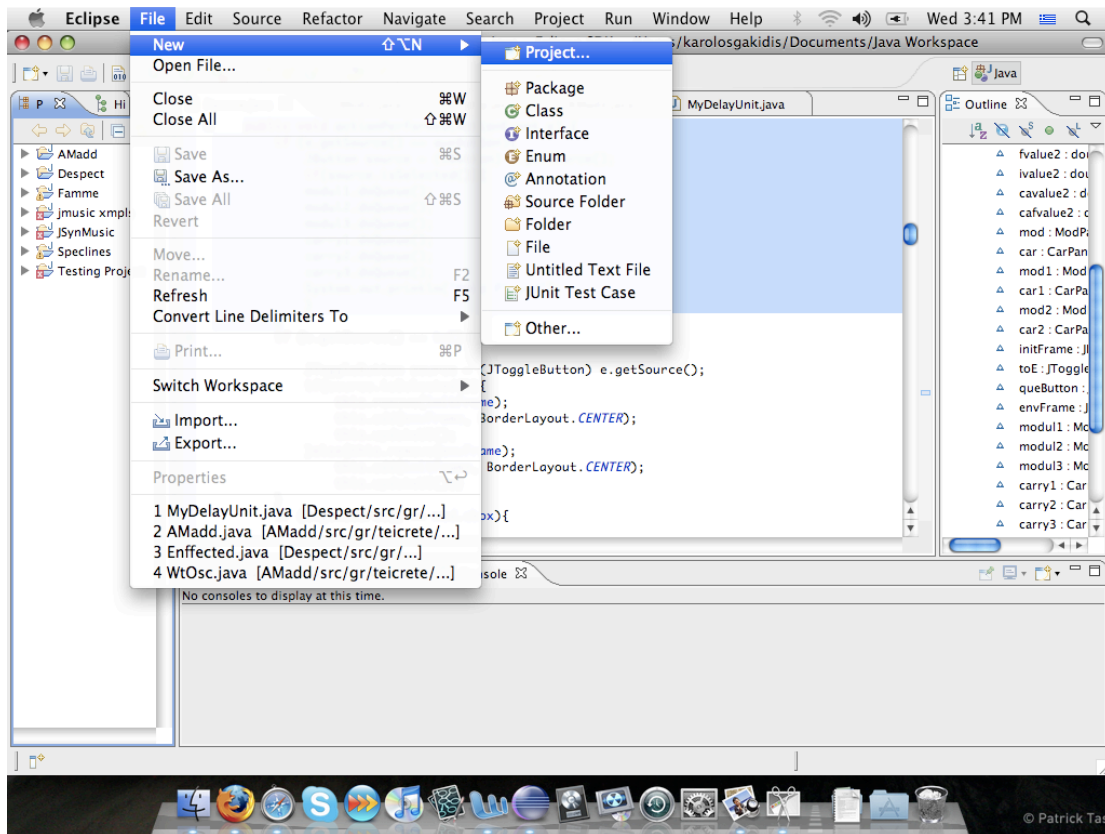 Eclipse File Edit Source Refactor Navigate Search Project Run Window Help Wed 3:41 PM
/karolosgakidis/Documents/Java Workspace
New ⇧⌥N
Open File...
Close ⌘W
Close All ⇧⌘W
Save ⌘S
Save As...
Save All ⇧⌘S
Revert
Move...
Rename... F2
Refresh F5
Convert Line Delimiters To
Print... ⌘P
Switch Workspace
Import...
Export...
Properties ⌥↩
1 MyDelayUnit.java [Despect/src/gr/...]
2 AMadd.java [AMadd/src/gr/teicrete/...]
3 Enffected.java [Despect/src/gr/...]
4 WtOsc.java [AMadd/src/gr/teicrete/...]
Project...
Package
Class
Interface
Enum
Annotation
Source Folder
Folder
File
Untitled Text File
JUnit Test Case
Other...
Java
P Hi
AMadd
Despect
Famme
jmusic xmpl
JSynMusic
Speclines
Testing Proje
MyDelayUnit.java
(JToggleButton) e.getSource();
{
me);
BorderLayout.CENTER);
ame);
BorderLayout.CENTER);
ox){
Outline
fvalue2 : dou
ivalue2 : dou
cavalue2 : d
cafvalue2 : d
mod : ModPa
car : CarPan
mod1 : Mod
car1 : CarPa
mod2 : Mod
car2 : CarPa
initFrame : JI
toE : JToggle
queButton :
envFrame : J
modul1 : Mo
modul2 : Mo
modul3 : Mo
carry1 : Car
carry2 : Car
carry3 : Car
nsole
No consoles to display at this time.
© Patrick Tas